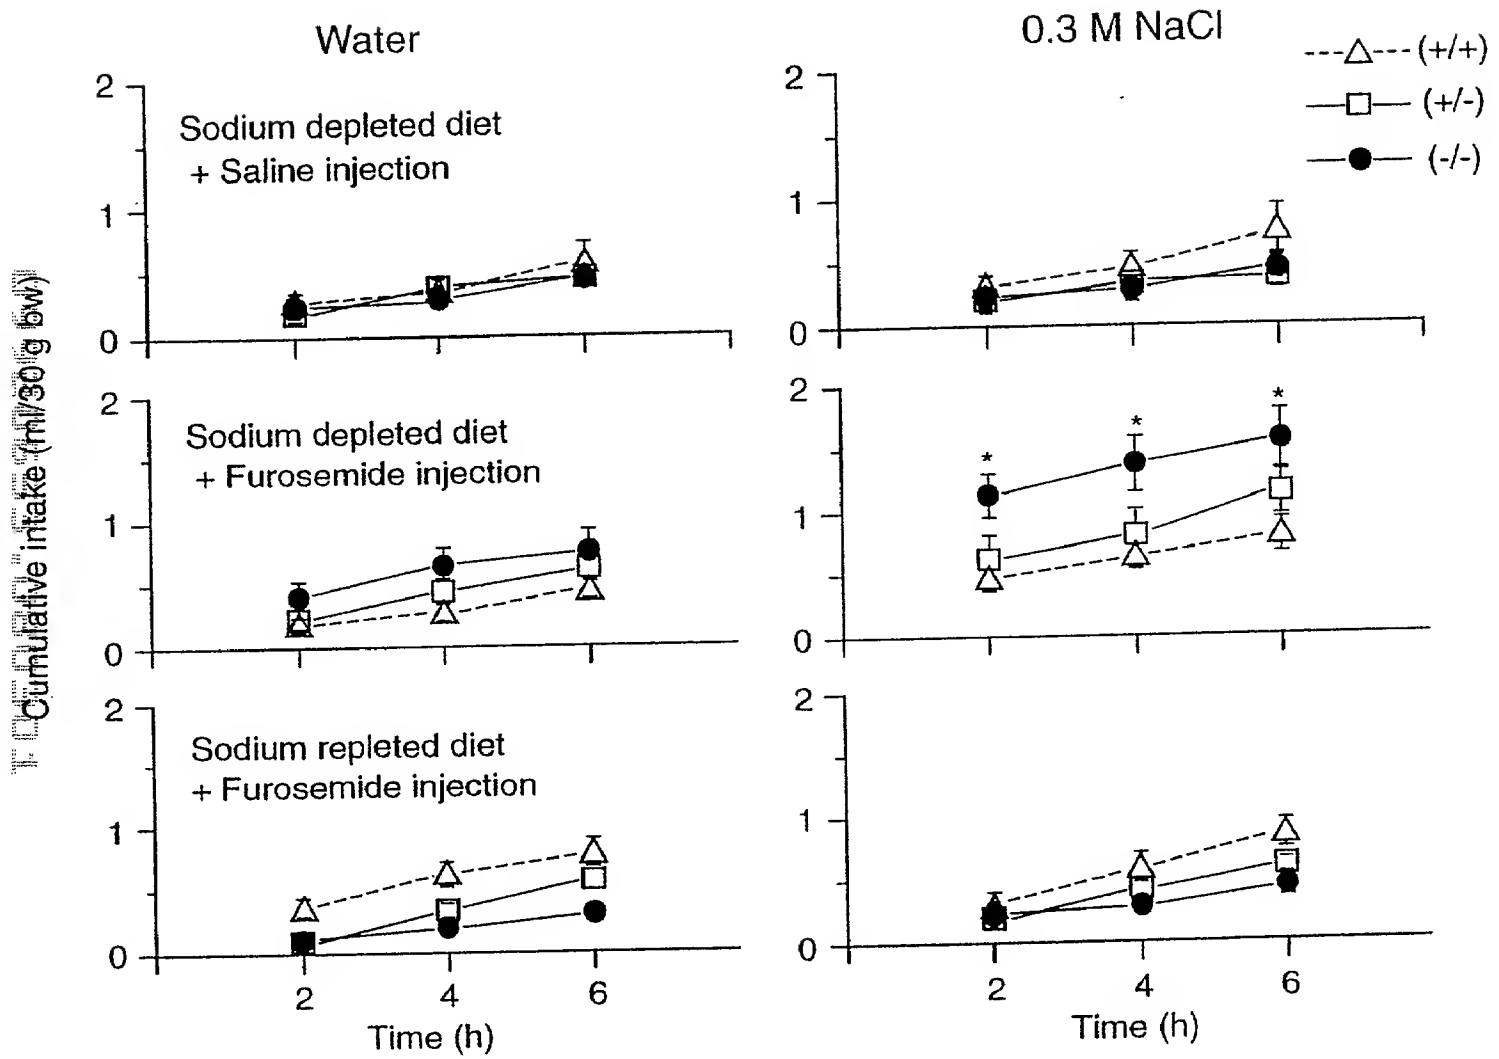 Water
0.3 M NaCl
(+/+)
(+/-)
(-/-)
Cumulative intake (ml/30 g bw)
2
1
0
Sodium depleted diet
+ Saline injection
2
1
0
2
1
0
Sodium depleted diet
+ Furosemide injection
2
1
0
* * *
2
1
0
Sodium repleted diet
+ Furosemide injection
2 4 6
Time (h)
2
1
0
2 4 6
Time (h)